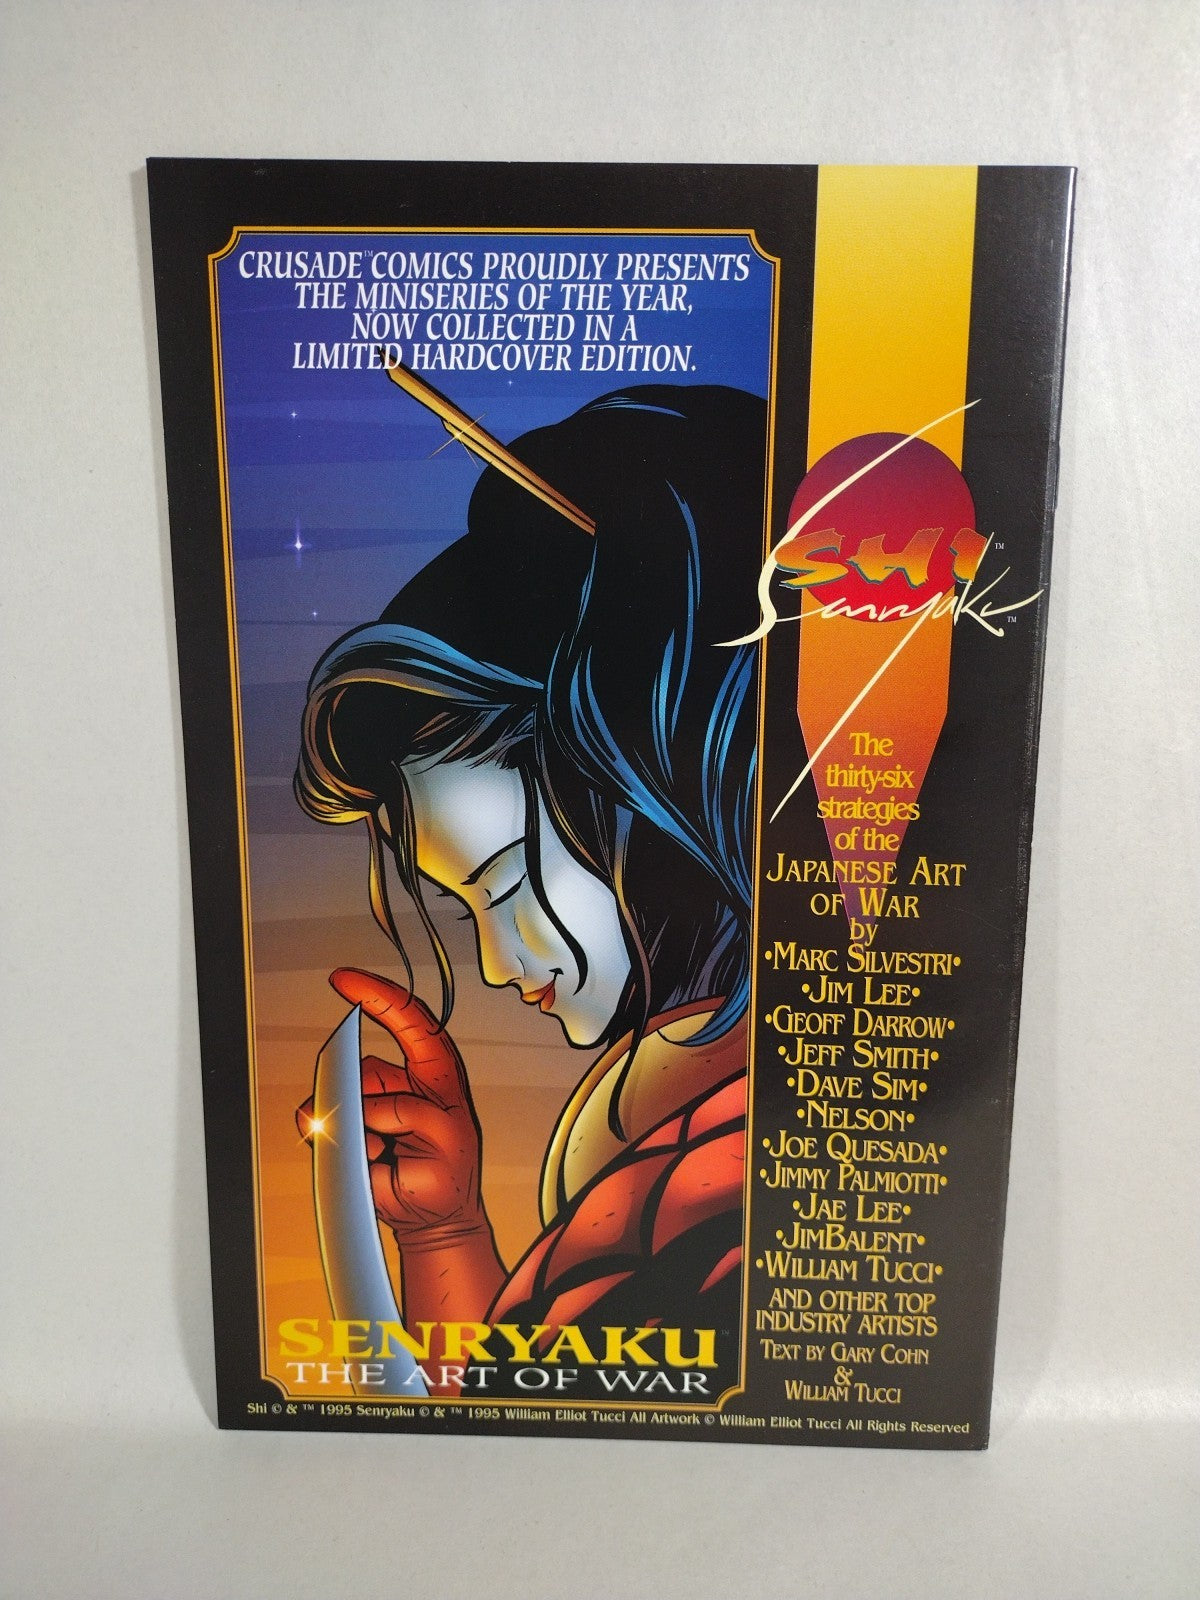 CRUSADE™ COMICS PROUDLY PRESENTS
THE MINISERIES OF THE YEAR,
NOW COLLECTED IN A
LIMITED HARDCOVER EDITION.
SHI™
Senryaku™
The
thirty-six
strategies
of the
JAPANESE ART
OF WAR
by
•MARC SILVESTRI•
•JIM LEE•
•GEOFF DARROW•
•JEFF SMITH•
•DAVE SIM•
•NELSON•
•JOE QUESADA•
•JIMMY PALMIOTTI•
•JAE LEE•
•JIMBALENT•
•WILLIAM TUCCI•
AND OTHER TOP
INDUSTRY ARTISTS
TEXT BY GARY COHN
&
WILLIAM TUCCI
SENRYAKU™
THE ART OF WAR
Shi © & ™ 1995 Senryaku © & ™ 1995 William Elliot Tucci All Artwork © William Elliot Tucci All Rights Reserved